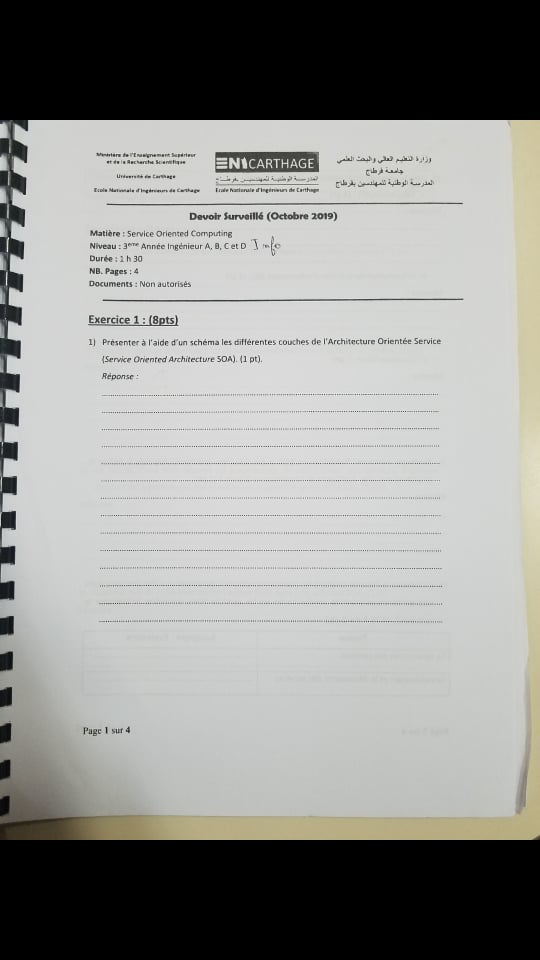 Ministère de l'Enseignement Supérieur
et de la Recherche Scientifique
Université de Carthage
Ecole Nationale d'Ingénieurs de Carthage
ENICARTHAGE
المدرسة الوطنية للمهندسين بقرطاج
Ecole Nationale d'Ingénieurs de Carthage
وزارة التعليم العالي والبحث العلمي
جامعة قرطاج
المدرسة الوطنية للمهندسين بقرطاج
Devoir Surveillé (Octobre 2019)
Matière : Service Oriented Computing
Niveau : 3ème Année Ingénieur A, B, C et D Info
Durée : 1 h 30
NB. Pages : 4
Documents : Non autorisés
Exercice 1 : (8pts)
1) Présenter à l'aide d'un schéma les différentes couches de l'Architecture Orientée Service
(Service Oriented Architecture SOA). (1 pt).
Réponse :
Page 1 sur 4